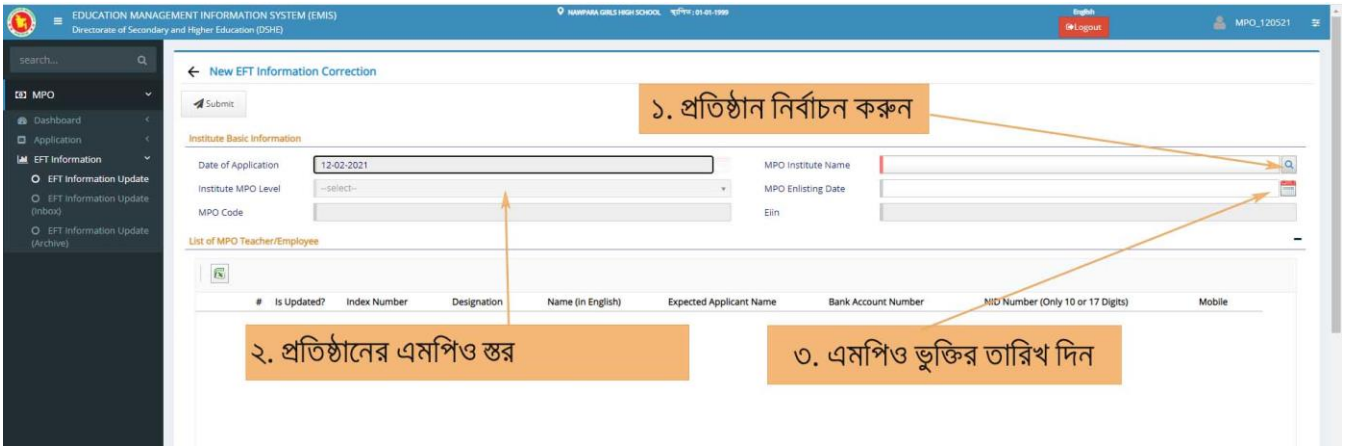 EDUCATION MANAGEMENT INFORMATION SYSTEM (EMIS)
Directorate of Secondary and Higher Education (DSHE)
NAWPARA GIRLS HIGH SCHOOL স্থাপিত : 01-01-1999
English
Logout
MPO_120521
search...
MPO
Dashboard
Application
EFT Information
EFT Information Update
EFT Information Update
(Inbox)
EFT Information Update
(Archive)
New EFT Information Correction
Submit
১. প্রতিষ্ঠান নির্বাচন করুন
Institute Basic Information
Date of Application 12-02-2021 MPO Institute Name
Institute MPO Level --select-- MPO Enlisting Date
MPO Code Eiin
List of MPO Teacher/Employee
# Is Updated? Index Number Designation Name (in English) Expected Applicant Name Bank Account Number NID Number (Only 10 or 17 Digits) Mobile
২. প্রতিষ্ঠানের এমপিও স্তর
৩. এমপিও ভুক্তির তারিখ দিন